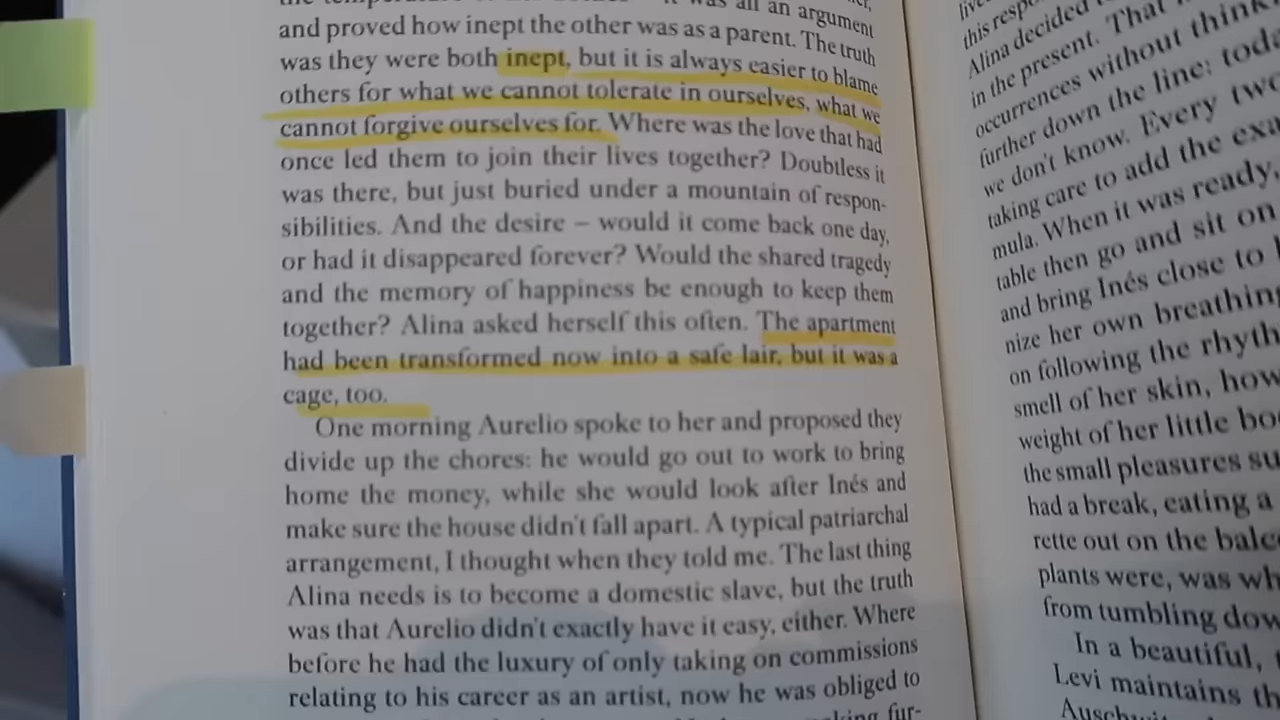 was all an argument
and proved how inept the other was as a parent. The truth
was they were both inept, but it is always easier to blame
others for what we cannot tolerate in ourselves, what we
cannot forgive ourselves for. Where was the love that had
once led them to join their lives together? Doubtless it
was there, but just buried under a mountain of respon-
sibilities. And the desire – would it come back one day,
or had it disappeared forever? Would the shared tragedy
and the memory of happiness be enough to keep them
together? Alina asked herself this often. The apartment
had been transformed now into a safe lair, but it was a
cage, too.
One morning Aurelio spoke to her and proposed they
divide up the chores: he would go out to work to bring
home the money, while she would look after Inés and
make sure the house didn't fall apart. A typical patriarchal
arrangement, I thought when they told me. The last thing
Alina needs is to become a domestic slave, but the truth
was that Aurelio didn't exactly have it easy, either. Where
before he had the luxury of only taking on commissions
relating to his career as an artist, now he was obliged to
fur-
this
Alina decided
in the present. That
occurrences without
further down the line:
we don't know. Every
taking care to add the
mula. When it was ready,
table then go and sit on
and bring Inés close to
nize her own
on following the
smell of her skin,
weight of her little
the small pleasures
had a break, eating a
rette out on the
plants were, was
from tumbling
In a beautiful,
Levi maintains